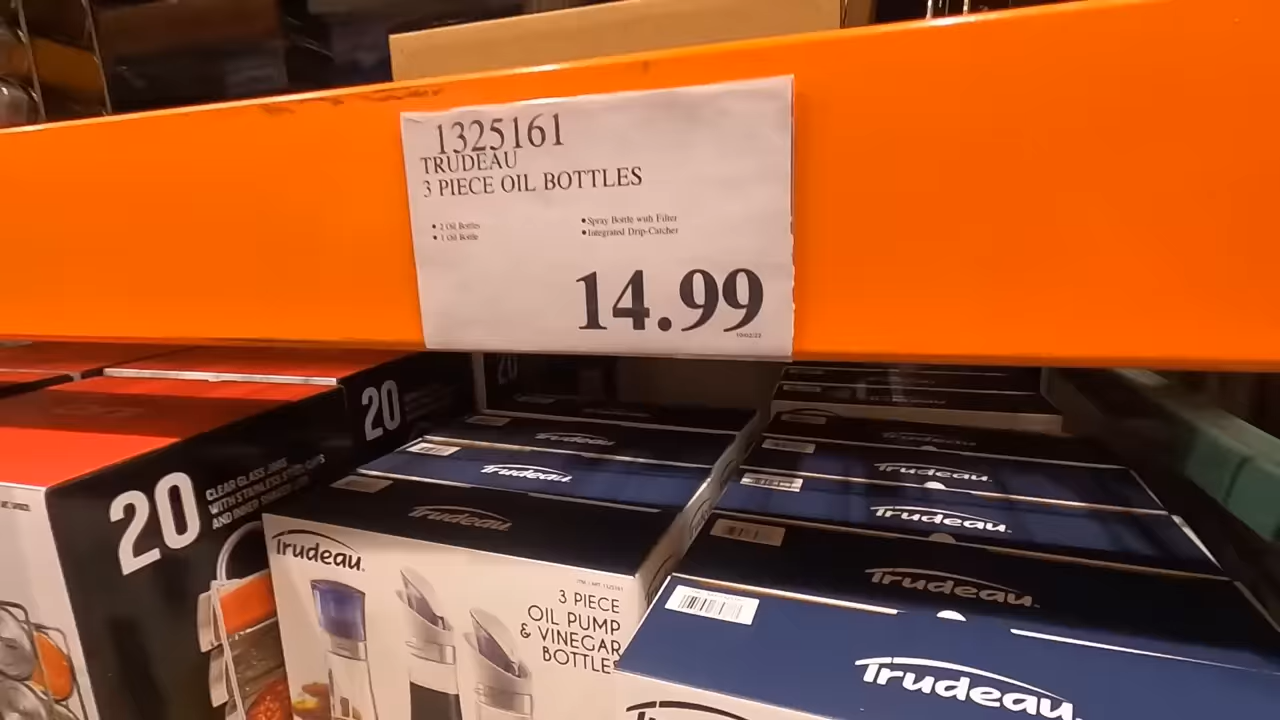 1325161
TRUDEAU
3 PIECE OIL BOTTLES
• 2 Oil Bottles
• 1 Oil Bottle
• Spray Bottle with Filter
• Integrated Drip-Catcher
14.99
20
20
20
CLEAR GLASS JARS
WITH STAINLESS STEEL CAPS
AND INNER SHAKER LIDS
Trudeau
Trudeau
Trudeau
Trudeau
3 PIECE
OIL PUMP
& VINEGAR
BOTTLES
Trudeau
Trudeau
Trudeau
Trudeau